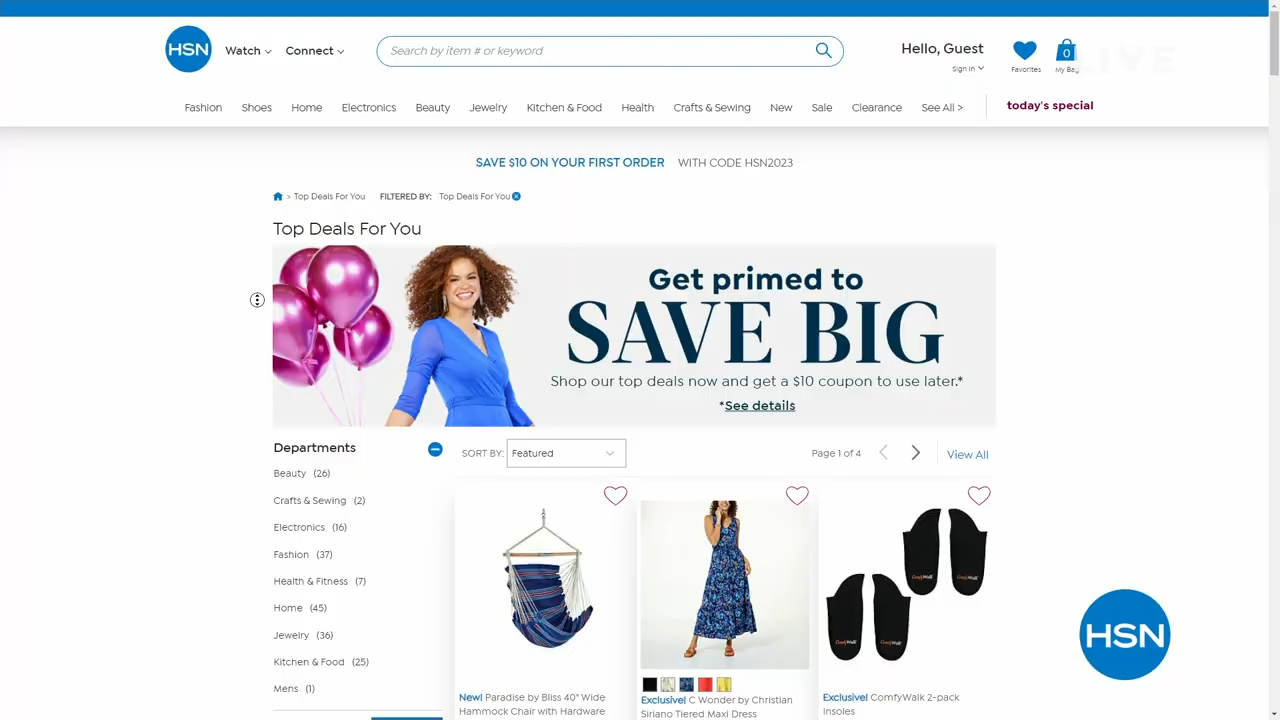 HSN
Watch
Connect
Search by item # or keyword
Hello, Guest
Sign in
Favorites
0
My Bag
LIVE
Fashion
Shoes
Home
Electronics
Beauty
Jewelry
Kitchen & Food
Health
Crafts & Sewing
New
Sale
Clearance
See All >
today's special
SAVE $10 ON YOUR FIRST ORDER WITH CODE HSN2023
> Top Deals For You FILTERED BY: Top Deals For You
Top Deals For You
Get primed to
SAVE BIG
Shop our top deals now and get a $10 coupon to use later.*
*See details
Departments
Beauty (26)
Crafts & Sewing (2)
Electronics (16)
Fashion (37)
Health & Fitness (7)
Home (45)
Jewelry (36)
Kitchen & Food (25)
Mens (1)
SORT BY: Featured
Page 1 of 4
View All
New! Paradise by Bliss 40" Wide
Hammock Chair with Hardware
Exclusive! C Wonder by Christian
Siriano Tiered Maxi Dress
ComfyWalk
ComfyWalk
ComfyWalk
ComfyWalk
Exclusive! ComfyWalk 2-pack
Insoles
HSN